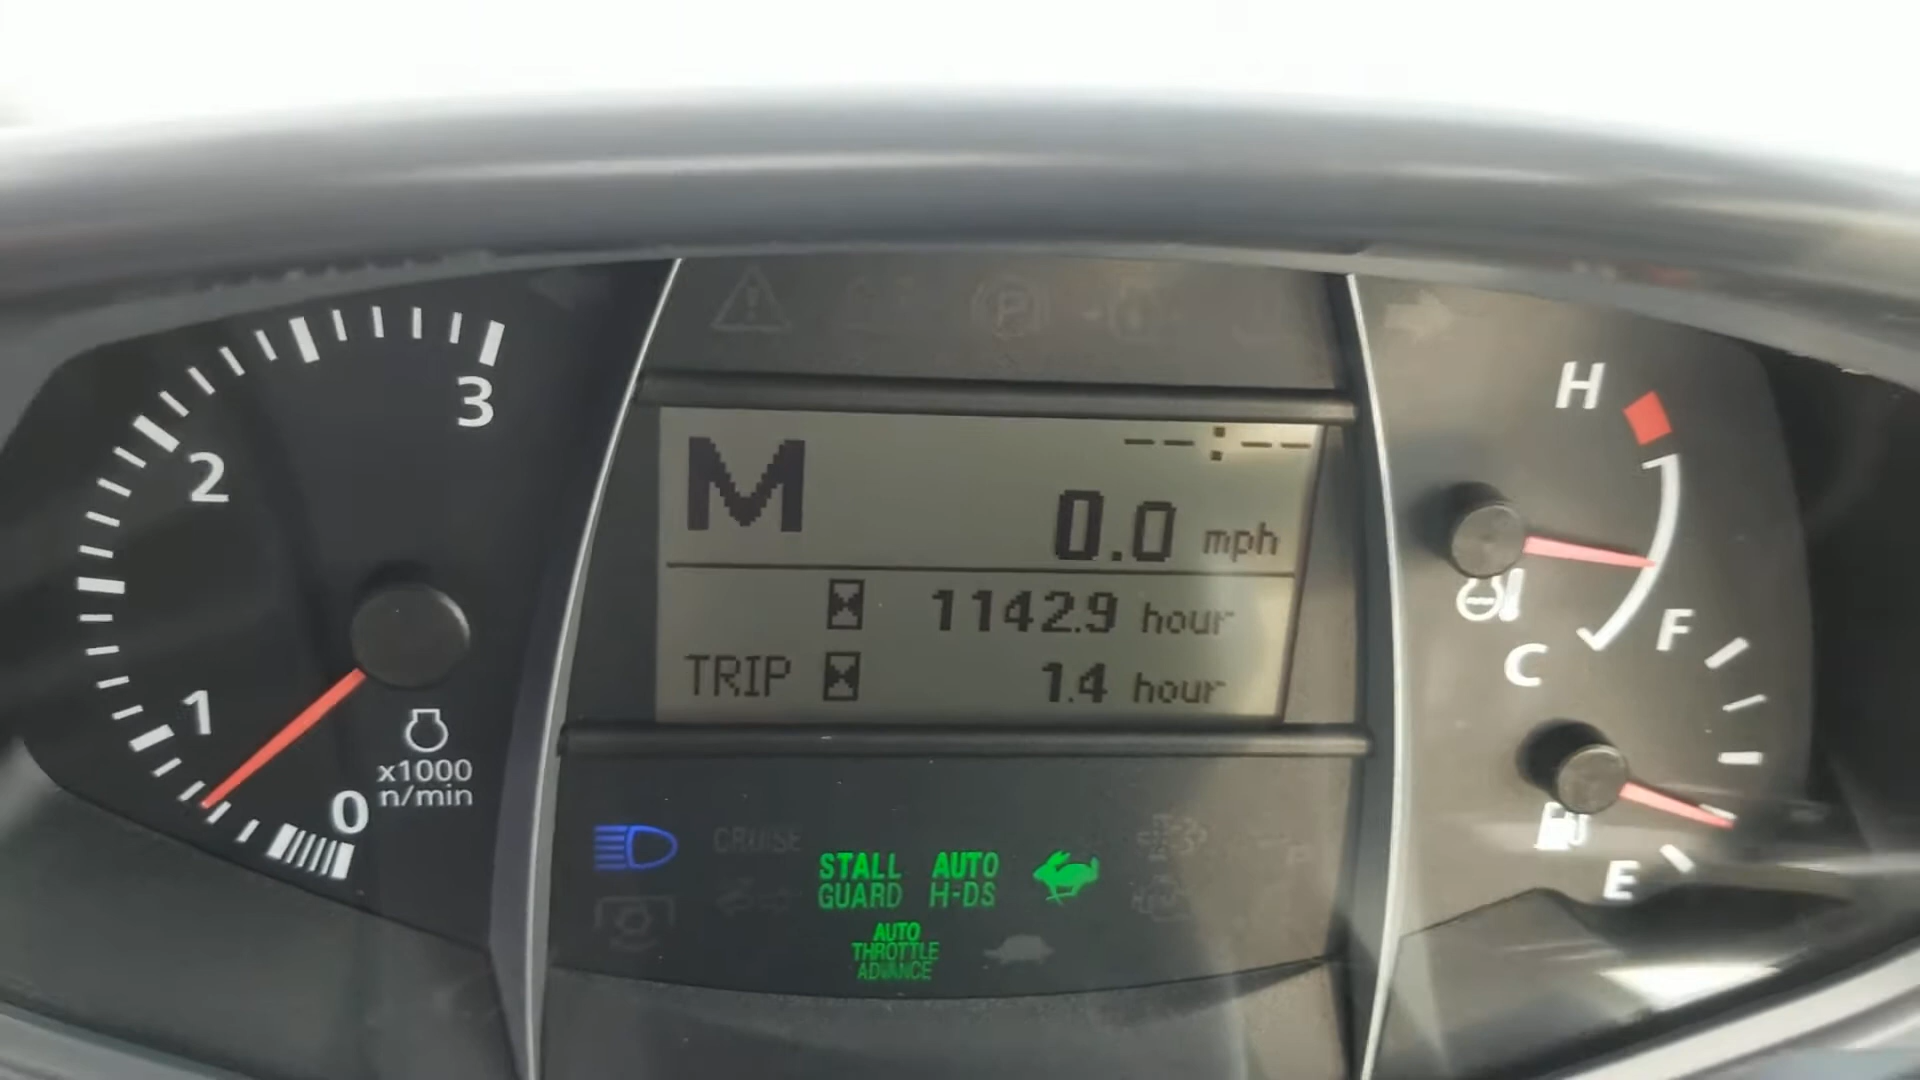 3
2
1
0
x1000
n/min
M
--:--
0.0 mph
1142.9 hour
TRIP 1.4 hour
H
C
F
E
P
CRUISE
STALL
GUARD
AUTO
H-DS
AUTO
THROTTLE
ADVANCE